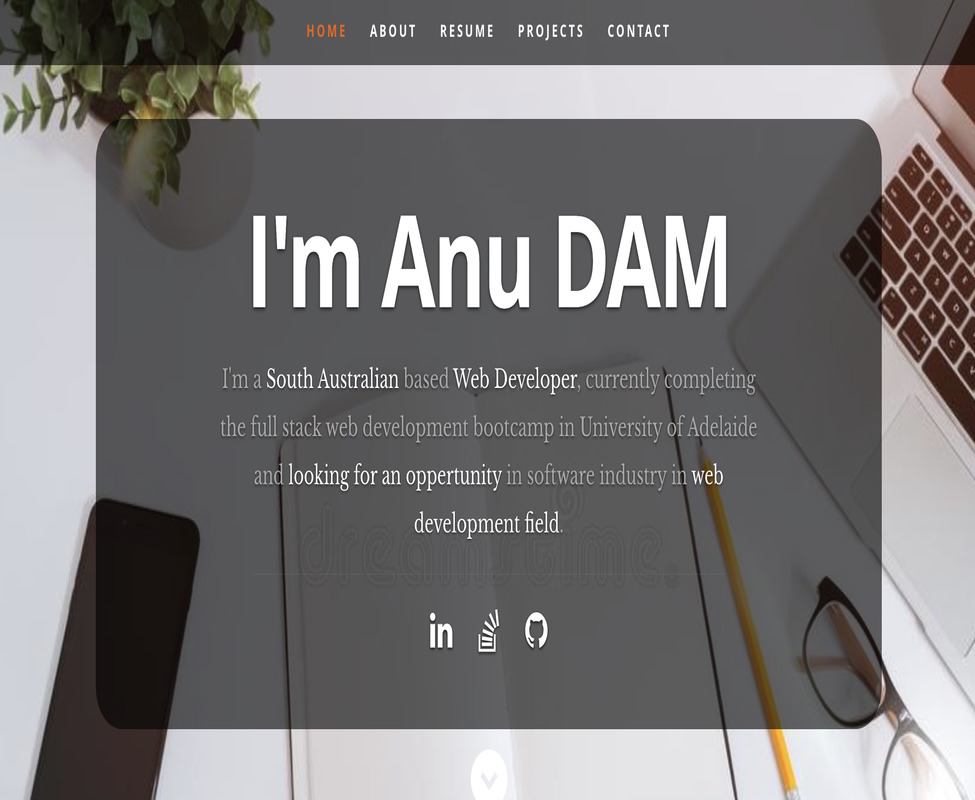 HOME ABOUT RESUME PROJECTS CONTACT
I'm Anu DAM
I'm a South Australian based Web Developer, currently completing
the full stack web development bootcamp in University of Adelaide
and looking for an oppertunity in software industry in web
development field.
dreamstime.
in